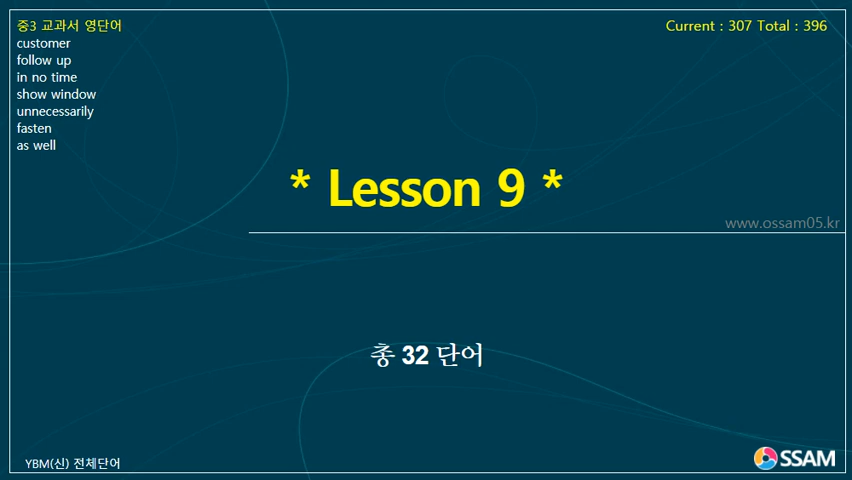 중3 교과서 영단어
Current : 307 Total : 396
customer
follow up
in no time
show window
unnecessarily
fasten
as well
* Lesson 9 *
www.ossam05.kr
총 32 단어
YBM(신) 전체단어
OSSAM